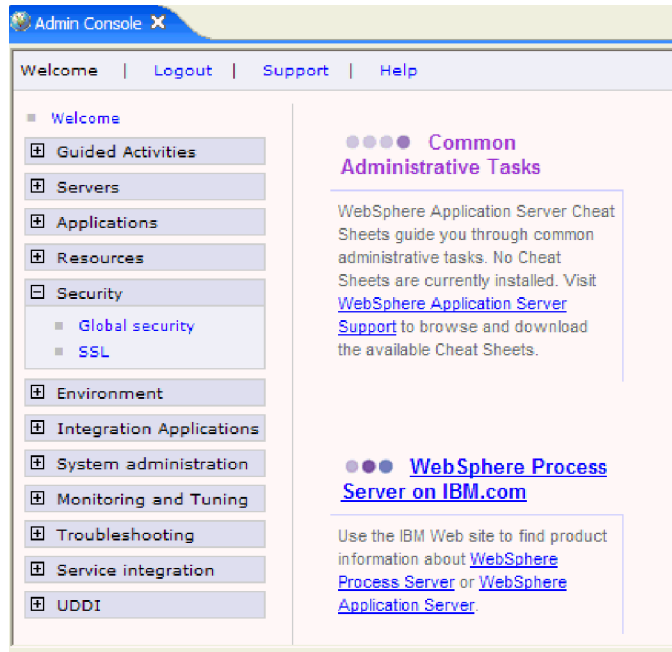 Admin Console
Welcome | Logout | Support | Help
Welcome
Guided Activities
Servers
Applications
Resources
Security
Global security
SSL
Environment
Integration Applications
System administration
Monitoring and Tuning
Troubleshooting
Service integration
UDDI
Common
Administrative Tasks
WebSphere Application Server Cheat
Sheets guide you through common
administrative tasks. No Cheat
Sheets are currently installed. Visit
WebSphere Application Server
Support to browse and download
the available Cheat Sheets.
WebSphere Process
Server on IBM.com
Use the IBM Web site to find product
information about WebSphere
Process Server or WebSphere
Application Server.